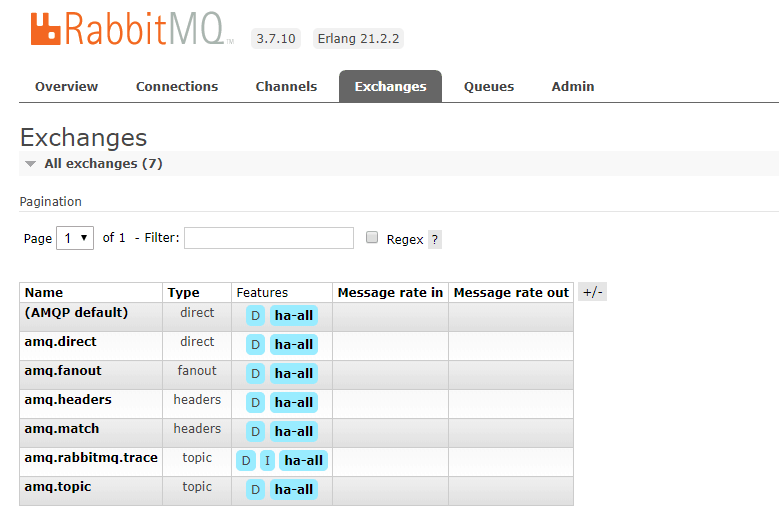 RabbitMQ TM 3.7.10 Erlang 21.2.2
Overview Connections Channels Exchanges Queues Admin
Exchanges
All exchanges (7)
Pagination
Page 1 of 1 - Filter: Regex ?
Name Type Features Message rate in Message rate out +/-
(AMQP default) direct D ha-all
amq.direct direct D ha-all
amq.fanout fanout D ha-all
amq.headers headers D ha-all
amq.match headers D ha-all
amq.rabbitmq.trace topic D I ha-all
amq.topic topic D ha-all